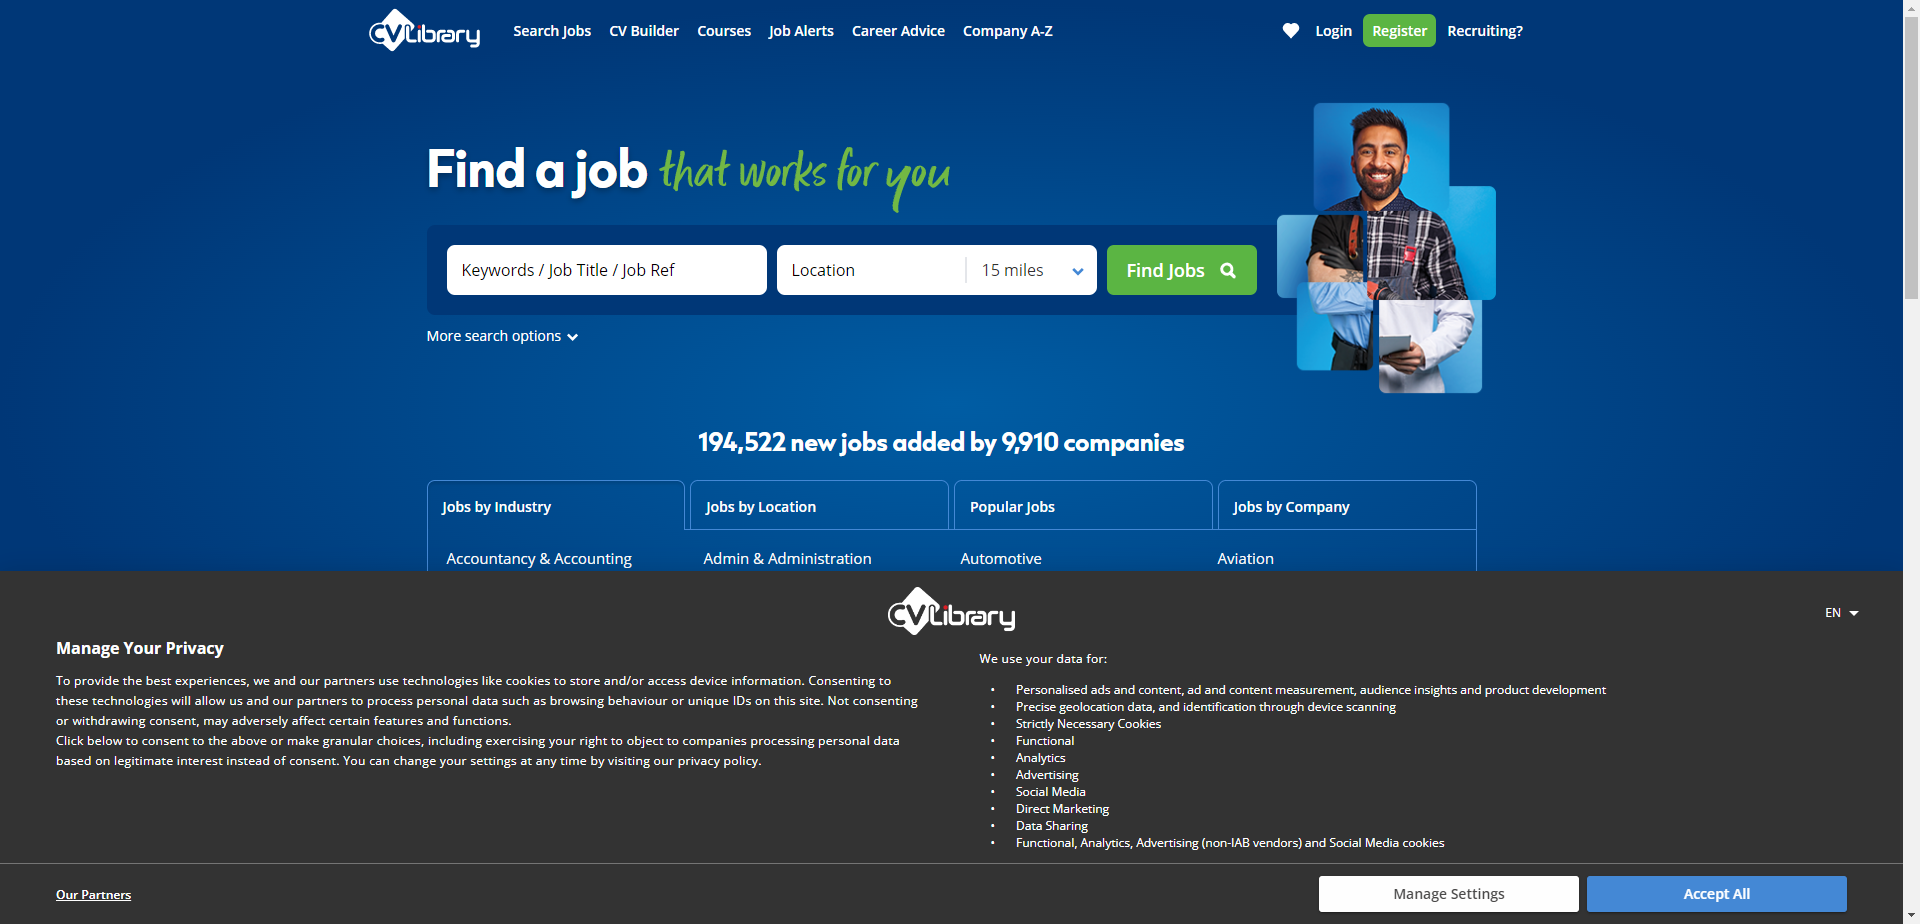 CVLibrary Search Jobs CV Builder Courses Job Alerts Career Advice Company A-Z Login Register Recruiting?
Find a job that works for you
Keywords / Job Title / Job Ref Location 15 miles Find Jobs
More search options
194,522 new jobs added by 9,910 companies
Jobs by Industry Jobs by Location Popular Jobs Jobs by Company
Accountancy & Accounting Admin & Administration Automotive Aviation
CVLibrary
EN
Manage Your Privacy
To provide the best experiences, we and our partners use technologies like cookies to store and/or access device information. Consenting to
these technologies will allow us and our partners to process personal data such as browsing behaviour or unique IDs on this site. Not consenting
or withdrawing consent, may adversely affect certain features and functions.
Click below to consent to the above or make granular choices, including exercising your right to object to companies processing personal data
based on legitimate interest instead of consent. You can change your settings at any time by visiting our privacy policy.
We use your data for:
• Personalised ads and content, ad and content measurement, audience insights and product development
• Precise geolocation data, and identification through device scanning
• Strictly Necessary Cookies
• Functional
• Analytics
• Advertising
• Social Media
• Direct Marketing
• Data Sharing
• Functional, Analytics, Advertising (non-IAB vendors) and Social Media cookies
Our Partners Manage Settings Accept All